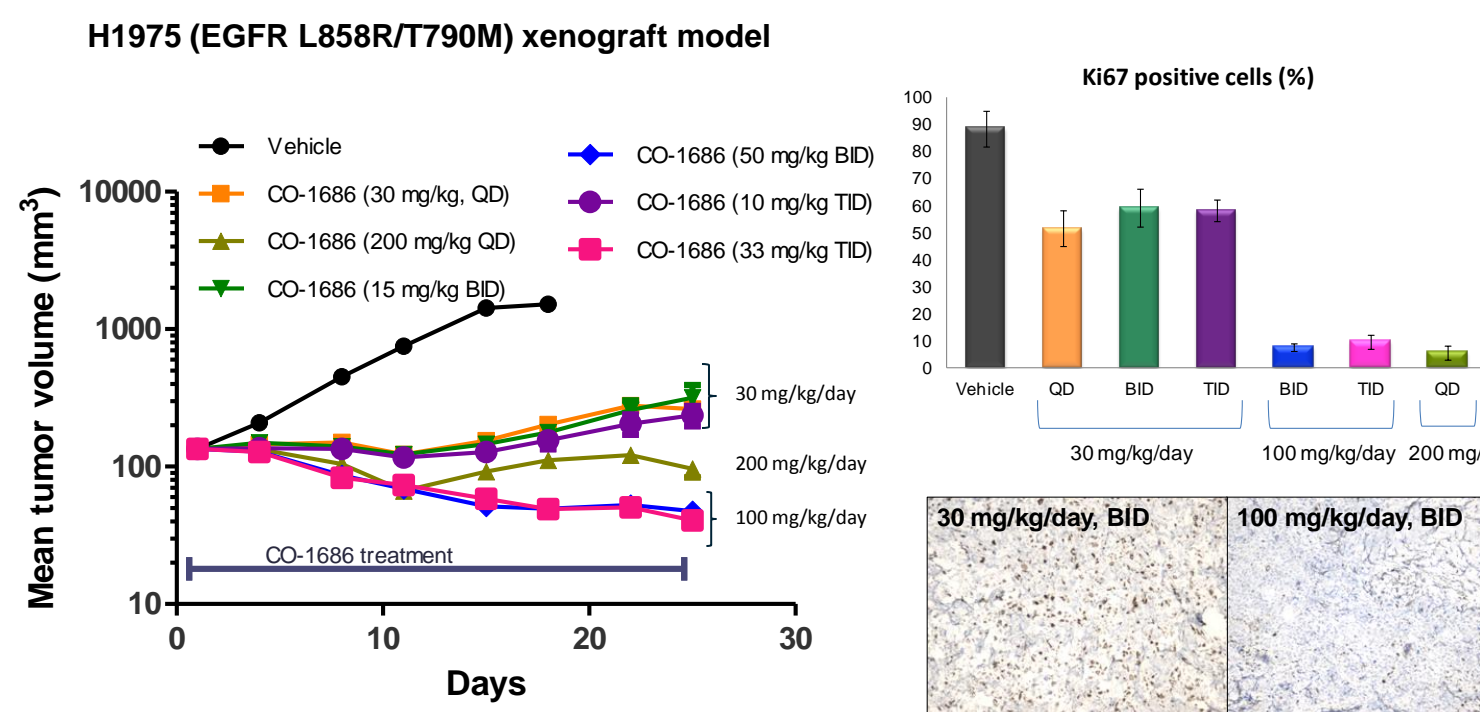 H1975 (EGFR L858R/T790M) xenograft model
Mean tumor volume (mm³)
10000
1000
100
10
Vehicle
CO-1686 (30 mg/kg, QD)
CO-1686 (200 mg/kg QD)
CO-1686 (15 mg/kg BID)
CO-1686 (50 mg/kg BID)
CO-1686 (10 mg/kg TID)
CO-1686 (33 mg/kg TID)
30 mg/kg/day
200 mg/kg/day
100 mg/kg/day
CO-1686 treatment
0 10 20 30
Days
Ki67 positive cells (%)
100
90
80
70
60
50
40
30
20
10
0
Vehicle QD BID TID BID TID QD
30 mg/kg/day 100 mg/kg/day 200 mg/
30 mg/kg/day, BID
100 mg/kg/day, BID